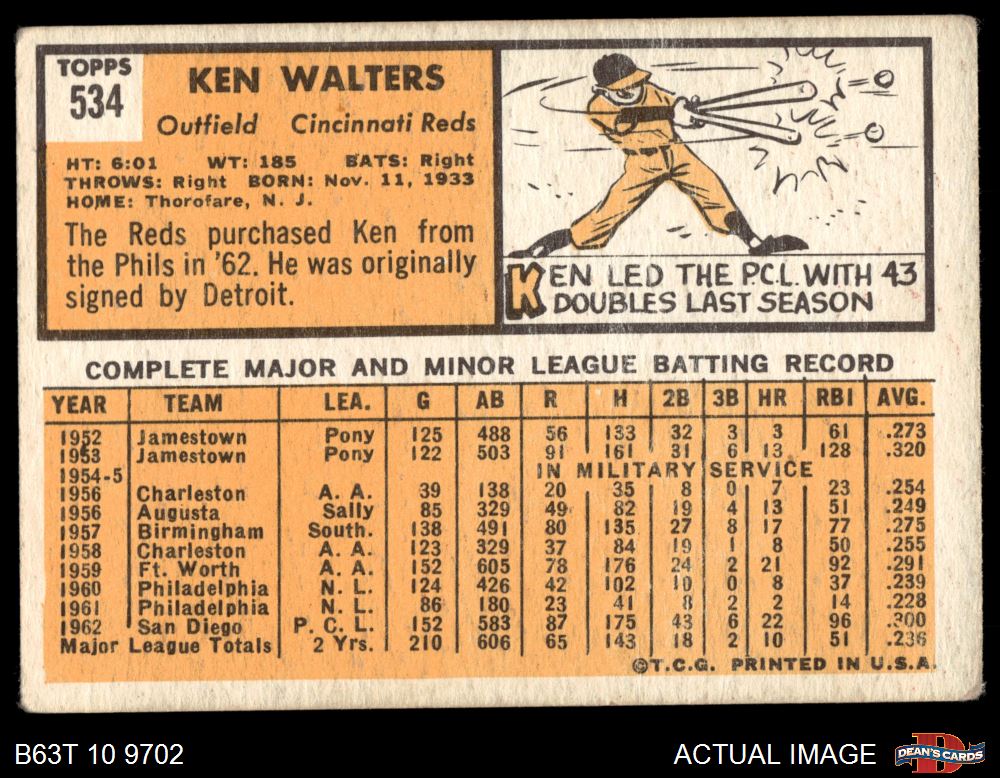 TOPPS
534
KEN WALTERS
Outfield Cincinnati Reds
HT: 6:01 WT: 185 BATS: Right
THROWS: Right BORN: Nov. 11, 1933
HOME: Thorofare, N. J.
The Reds purchased Ken from
the Phils in '62. He was originally
signed by Detroit.
KEN LED THE P.C.L. WITH 43
DOUBLES LAST SEASON
COMPLETE MAJOR AND MINOR LEAGUE BATTING RECORD
YEAR TEAM LEA. G AB R H 2B 3B HR RBI AVG.
1952 Jamestown Pony 125 488 56 133 32 3 3 61 .273
1953 Jamestown Pony 122 503 91 161 31 6 13 128 .320
1954-5 IN MILITARY SERVICE
1956 Charleston A. A. 39 138 20 35 8 0 7 23 .254
1956 Augusta Sally 85 329 49 82 19 4 13 51 .249
1957 Birmingham South. 138 491 80 135 27 8 17 77 .275
1958 Charleston A. A. 123 329 37 84 19 1 8 50 .255
1959 Ft. Worth A. A. 152 605 78 176 24 2 21 92 .291
1960 Philadelphia N. L. 124 426 42 102 10 0 8 37 .239
1961 Philadelphia N. L. 86 180 23 41 8 2 2 14 .228
1962 San Diego P. C. L. 152 583 87 175 43 6 22 96 .300
Major League Totals 2 Yrs. 210 606 65 143 18 2 10 51 .236
©T.C.G. PRINTED IN U.S.A.
B63T 10 9702
ACTUAL IMAGE
DEAN'S CARDS